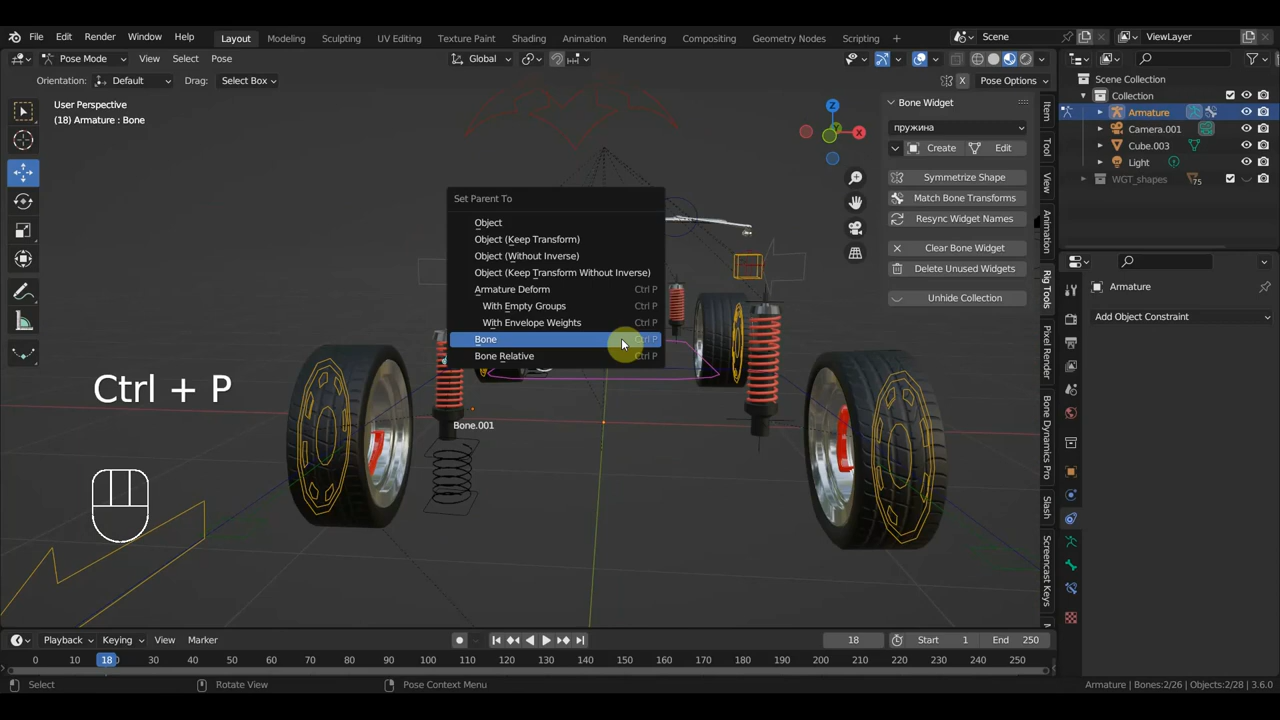 File Edit Render Window Help Layout Modeling Sculpting UV Editing Texture Paint Shading Animation Rendering Compositing Geometry Nodes Scripting + Scene ViewLayer
Pose Mode View Select Pose Global
Orientation: Default Drag: Select Box X Pose Options
User Perspective
(18) Armature : Bone
Set Parent To
Object
Object (Keep Transform)
Object (Without Inverse)
Object (Keep Transform Without Inverse)
Armature Deform Ctrl P
With Empty Groups Ctrl P
With Envelope Weights Ctrl P
Bone Ctrl P
Bone Relative Ctrl P
Ctrl + P
Bone.001
Z
Y
X
Bone Widget
пружина
Create Edit
Symmetrize Shape
Match Bone Transforms
Resync Widget Names
Clear Bone Widget
Delete Unused Widgets
Unhide Collection
Item
Tool
View
Animation
Rig Tools
Pixel Render
Bone Dynamics Pro
Slash
Screencast Keys
M
Scene Collection
Collection
Armature
Camera.001
Cube.003
Light
WGT_shapes 75
Armature
Add Object Constraint
Playback Keying View Marker 18 Start 1 End 250
0 10 18 30 40 50 60 70 80 90 100 110 120 130 140 150 160 170 180 190 200 210 220 230 240 250
Select Rotate View Pose Context Menu Armature | Bones:2/26 | Objects:2/28 | 3.6.0